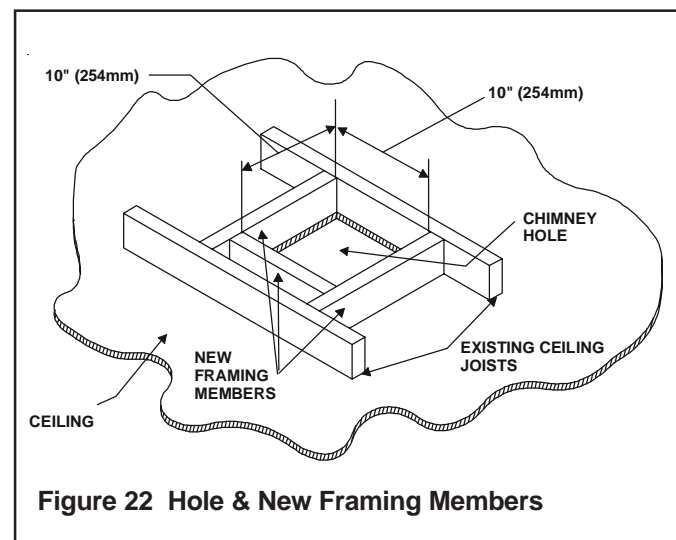 10" (254mm)
10" (254mm)
CHIMNEY
HOLE
NEW
FRAMING
MEMBERS
EXISTING CEILING
JOISTS
CEILING
Figure 22 Hole & New Framing Members